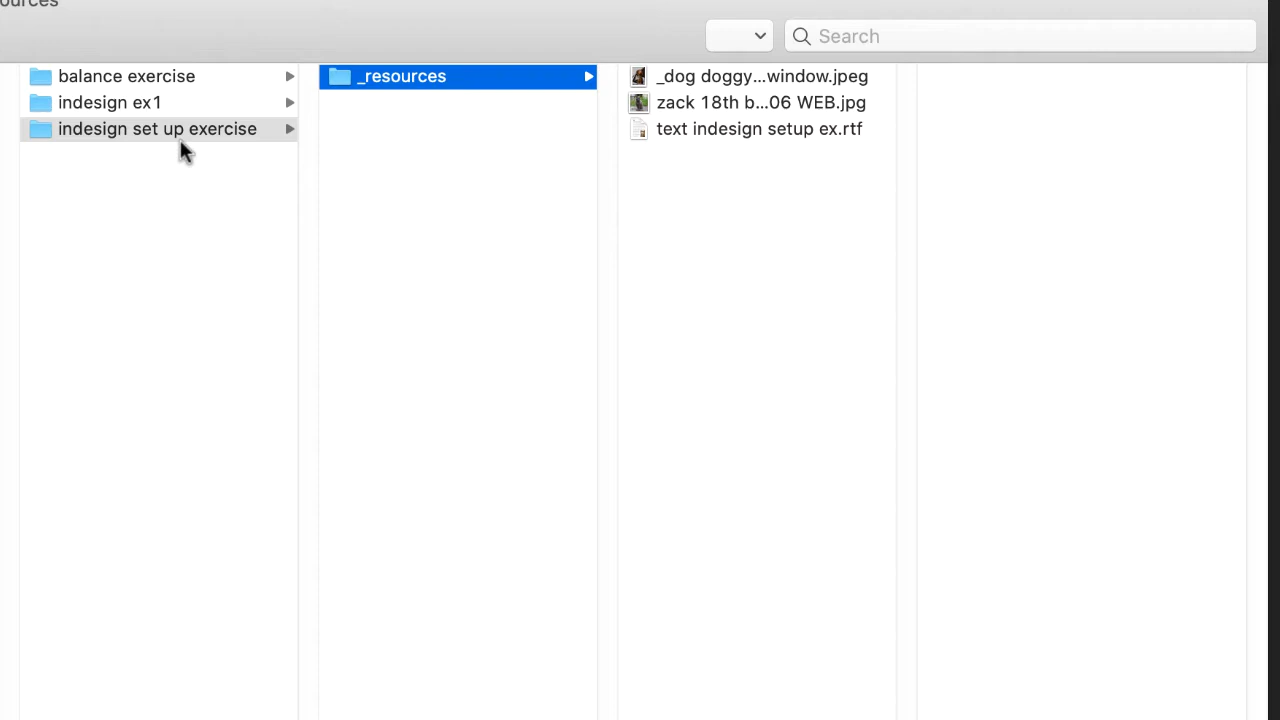 Search
balance exercise
indesign ex1
indesign set up exercise
_resources
_dog doggy...window.jpeg
zack 18th b...06 WEB.jpg
text indesign setup ex.rtf